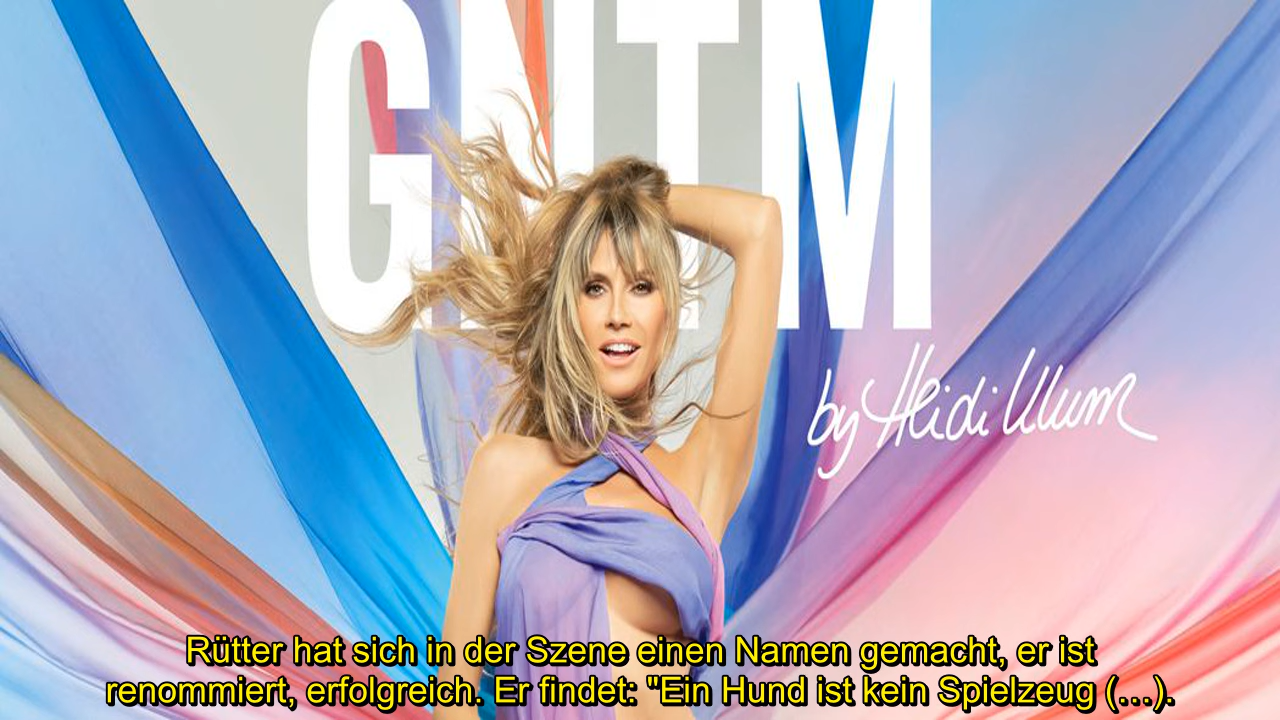 GNTM
by Heidi Klum
Rütter hat sich in der Szene einen Namen gemacht, er ist
renommiert, erfolgreich. Er findet: "Ein Hund ist kein Spielzeug (…).